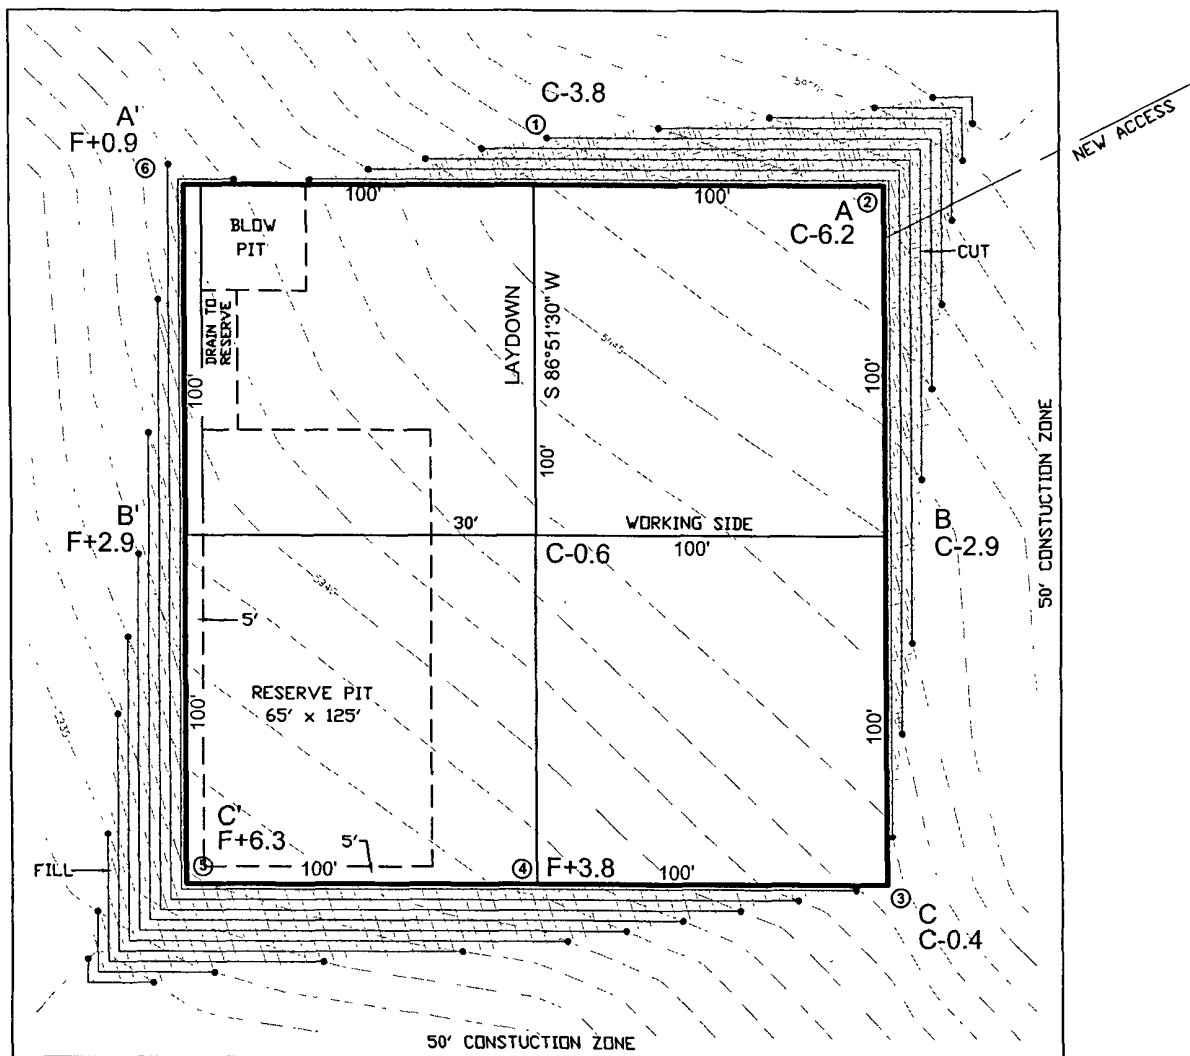 C-3.8
A'
F+0.9
①
⑥
NEW ACCESS
100'
100'
②
A
C-6.2
BLOW
PIT
CUT
DRAIN TO
RESERVE
LAYDOWN
S 86°51'30" W
100'
100'
100'
50' CONSTUCTION ZONE
B'
F+2.9
30'
WORKING SIDE
100'
C-0.6
B
C-2.9
5'
RESERVE PIT
65' x 125'
100'
100'
C'
F+6.3
5'
FILL
⑤
100'
④
F+3.8
100'
③
C
C-0.4
50' CONSTUCTION ZONE